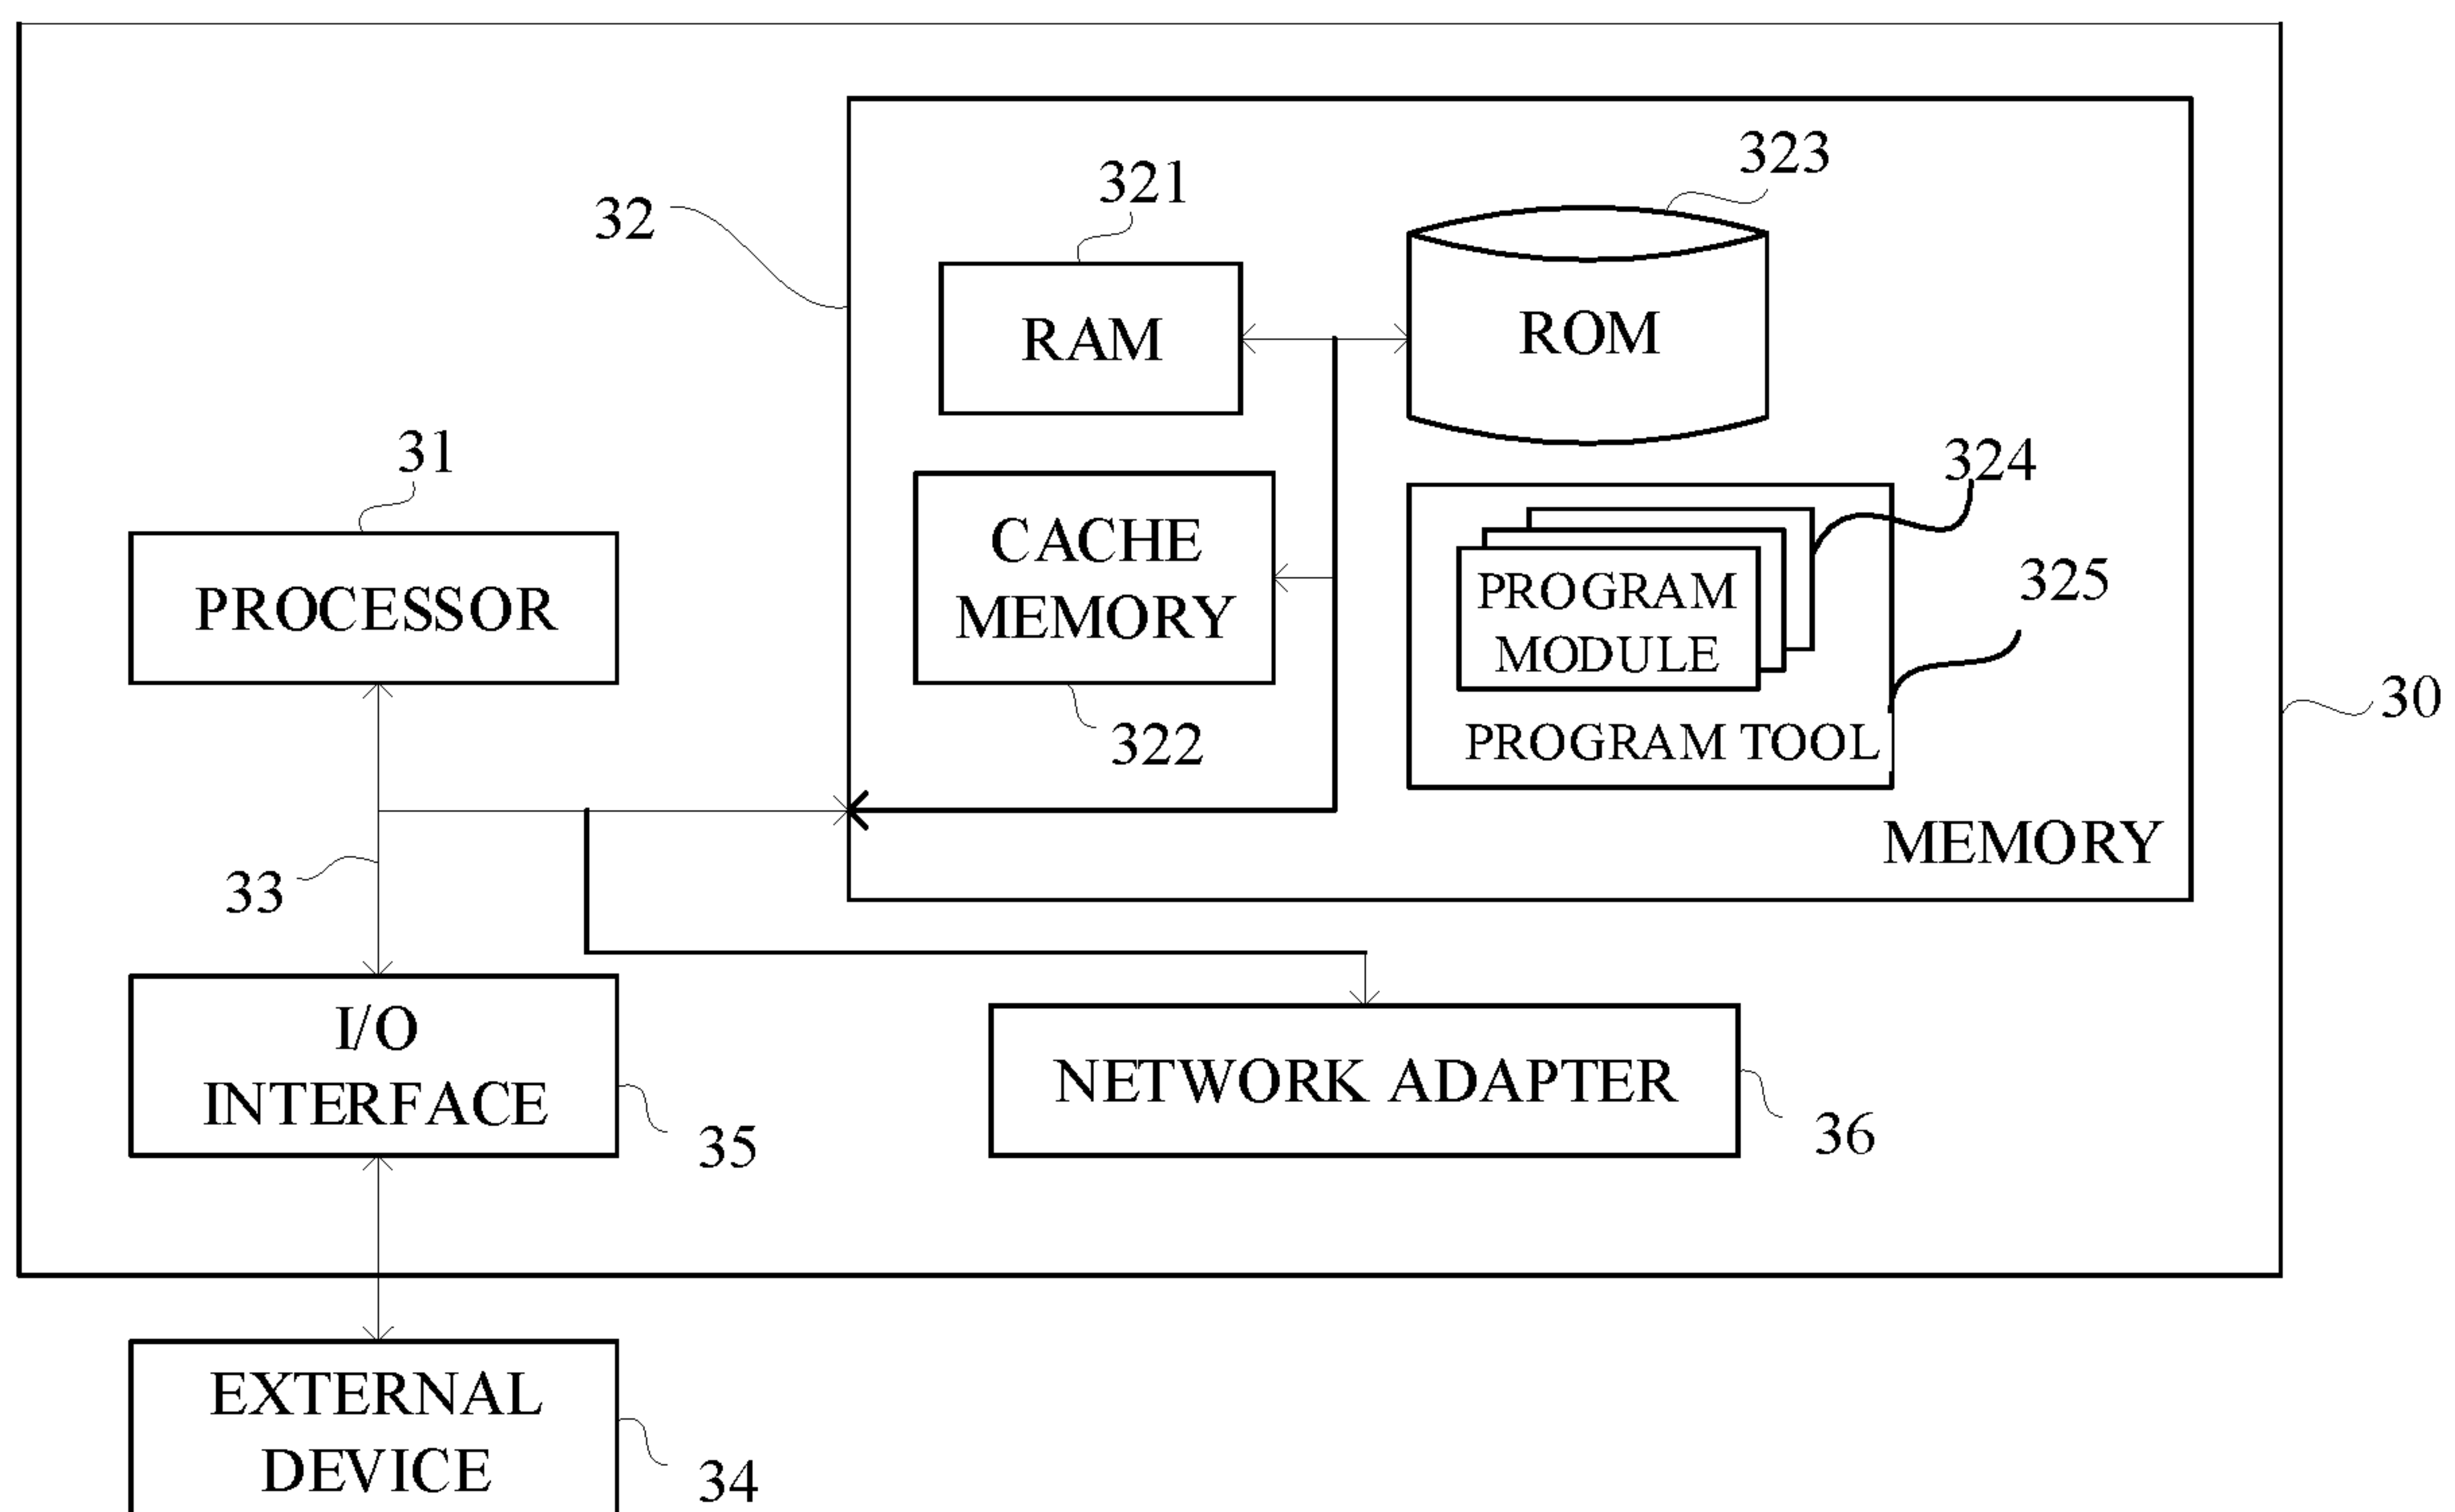 323
321
32
RAM
ROM
31
324
CACHE
MEMORY
325
PROGRAM
MODULE
PROCESSOR
30
322
PROGRAM TOOL
MEMORY
33
I/O
INTERFACE
NETWORK ADAPTER
35
36
EXTERNAL
DEVICE
34